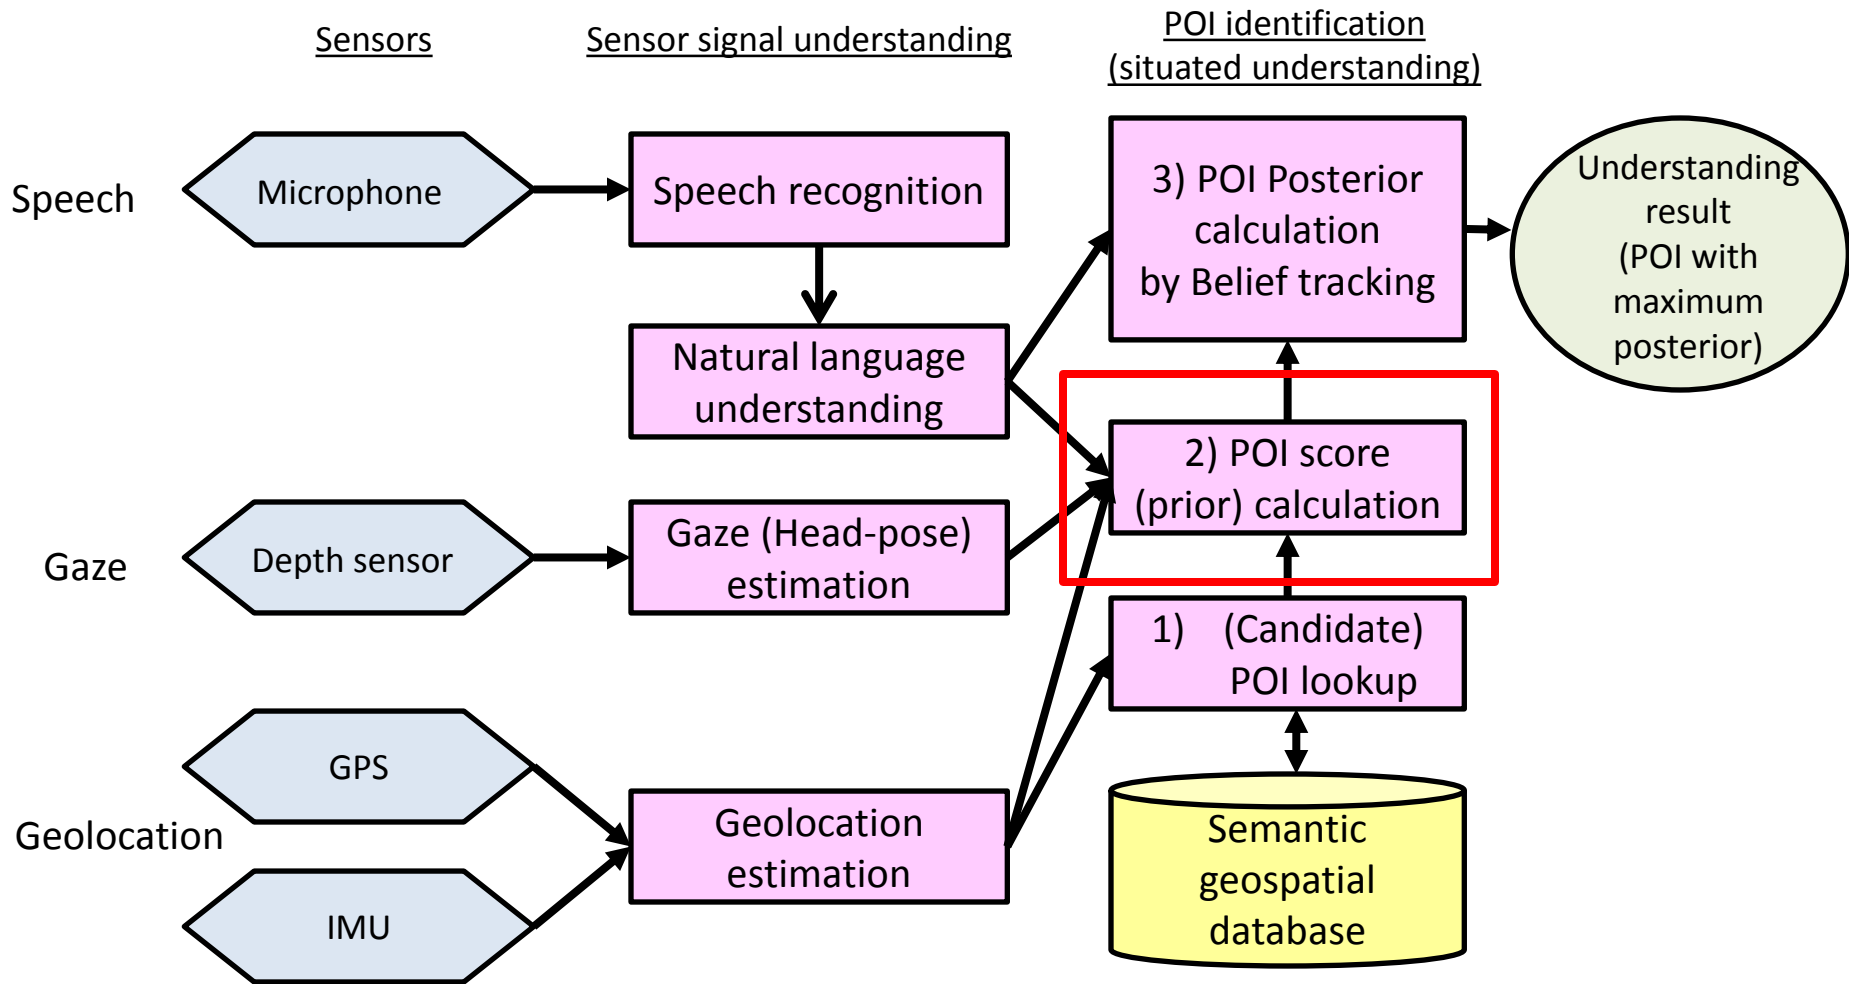 Sensors
Sensor signal understanding
POI identification
(situated understanding)
Speech
Microphone
Speech recognition
3) POI Posterior
calculation
by Belief tracking
Understanding
result
(POI with
maximum
posterior)
Natural language
understanding
2) POI score
(prior) calculation
Gaze
Depth sensor
Gaze (Head-pose)
estimation
1) (Candidate)
POI lookup
Geolocation
GPS
IMU
Geolocation
estimation
Semantic
geospatial
database